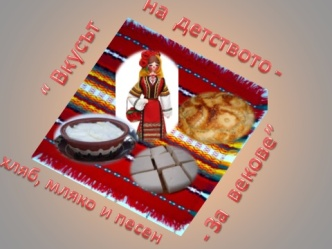 “ Вкусът
на детството -
хляб, мляко и песен
-За векове“